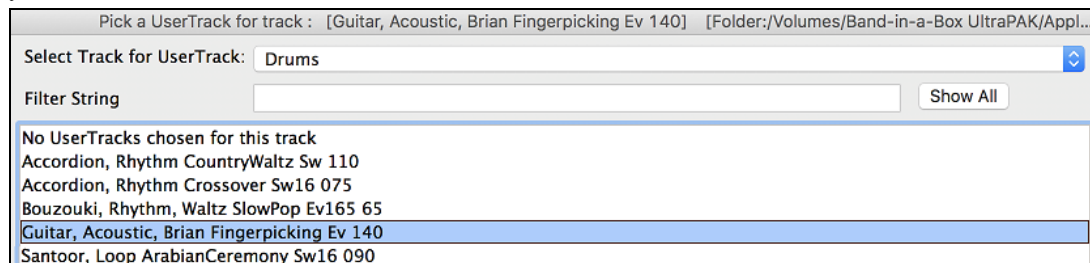 Pick a UserTrack for track : [Guitar, Acoustic, Brian Fingerpicking Ev 140] [Folder:/Volumes/Band-in-a-Box UltraPAK/Appl...
Select Track for UserTrack: Drums
Filter String Show All
No UserTracks chosen for this track
Accordion, Rhythm CountryWaltz Sw 110
Accordion, Rhythm Crossover Sw16 075
Bouzouki, Rhythm, Waltz SlowPop Ev165 65
Guitar, Acoustic, Brian Fingerpicking Ev 140
Santoor, Loop ArabianCeremony Sw16 090